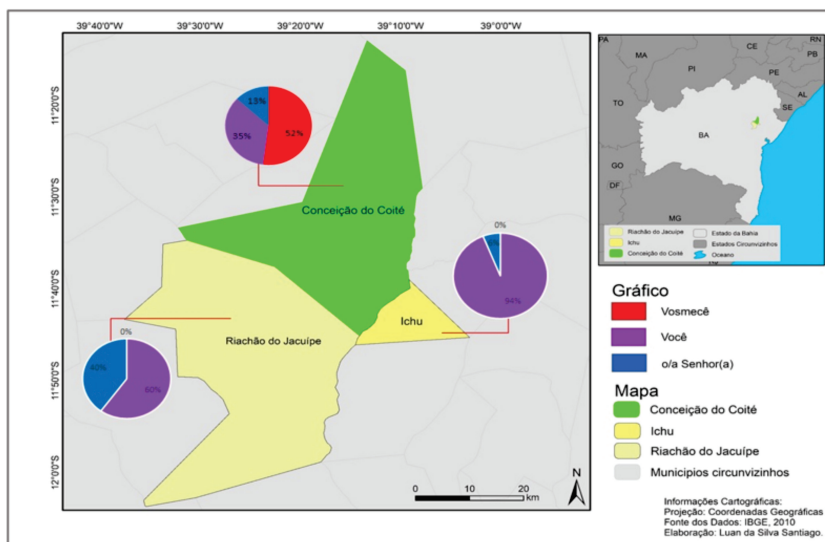 39°40'0"W 39°30'0"W 39°20'0"W 39°10'0"W 39°0'0"W
11°20'0"S
11°30'0"S
11°40'0"S
11°50'0"S
12°0'0"S
13%
35%
52%
Conceição do Coité
0%
94%
Ichu
Riachão do Jacuípe
0%
40%
60%
0 10 20
km
N
PA
MA
CE
RN
PB
PI
PE
AL
SE
TO
BA
GO
DF
MG
Riachão do Jacuípe
Ichu
Conceição do Coité
Estado da Bahia
Estados Circunvizinhos
Oceano
Gráfico
Vosmecê
Você
o/a Senhor(a)
Mapa
Conceição do Coité
Ichu
Riachão do Jacuípe
Municipios circunvizinhos
Informações Cartográficas:
Projeção: Coordenadas Geográficas
Fonte dos Dados: IBGE, 2010
Elaboração: Luan da Silva Santiago.